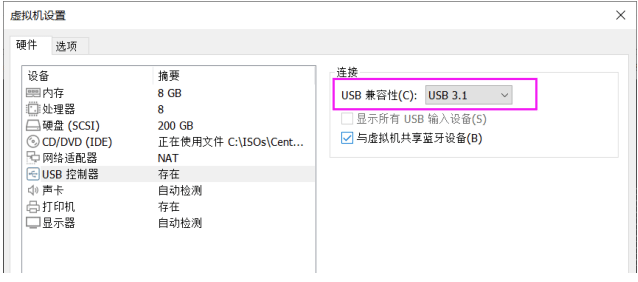 虚拟机设置
硬件 选项
设备 摘要
内存 8 GB
处理器 8
硬盘 (SCSI) 200 GB
CD/DVD (IDE) 正在使用文件 C:\ISOs\Cent...
网络适配器 NAT
USB 控制器 存在
声卡 自动检测
打印机 存在
显示器 自动检测
连接
USB 兼容性(C): USB 3.1
显示所有 USB 输入设备(S)
与虚拟机共享蓝牙设备(B)